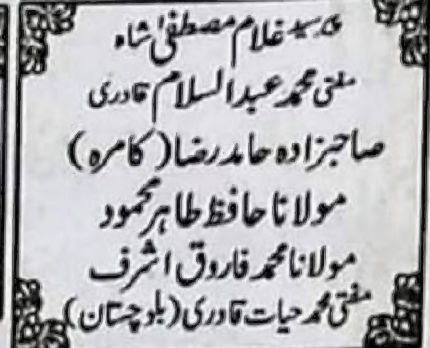 پیر سید غلام مصطفیٰ شاہ
مفتی محمد عبدالسلام قادری
صاحبزادہ حامد رضا (کامرہ)
مولانا حافظ طاہر محمود
مولانا محمد فاروق اشرف
مفتی محمد حیات قادری (بلوچستان)